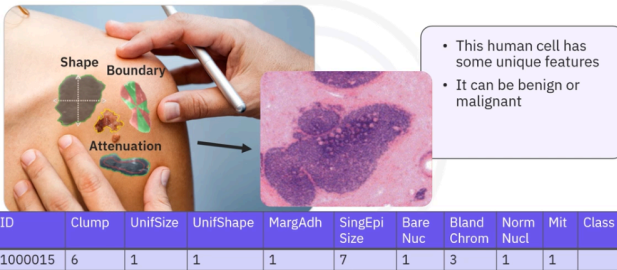 Shape
Boundary
Attenuation
• This human cell has
some unique features
• It can be benign or
malignant
ID Clump UnifSize UnifShape MargAdh SingEpi Size Bare Nuc Bland Chrom Norm Nucl Mit Class
1000015 6 1 1 1 7 1 3 1 1